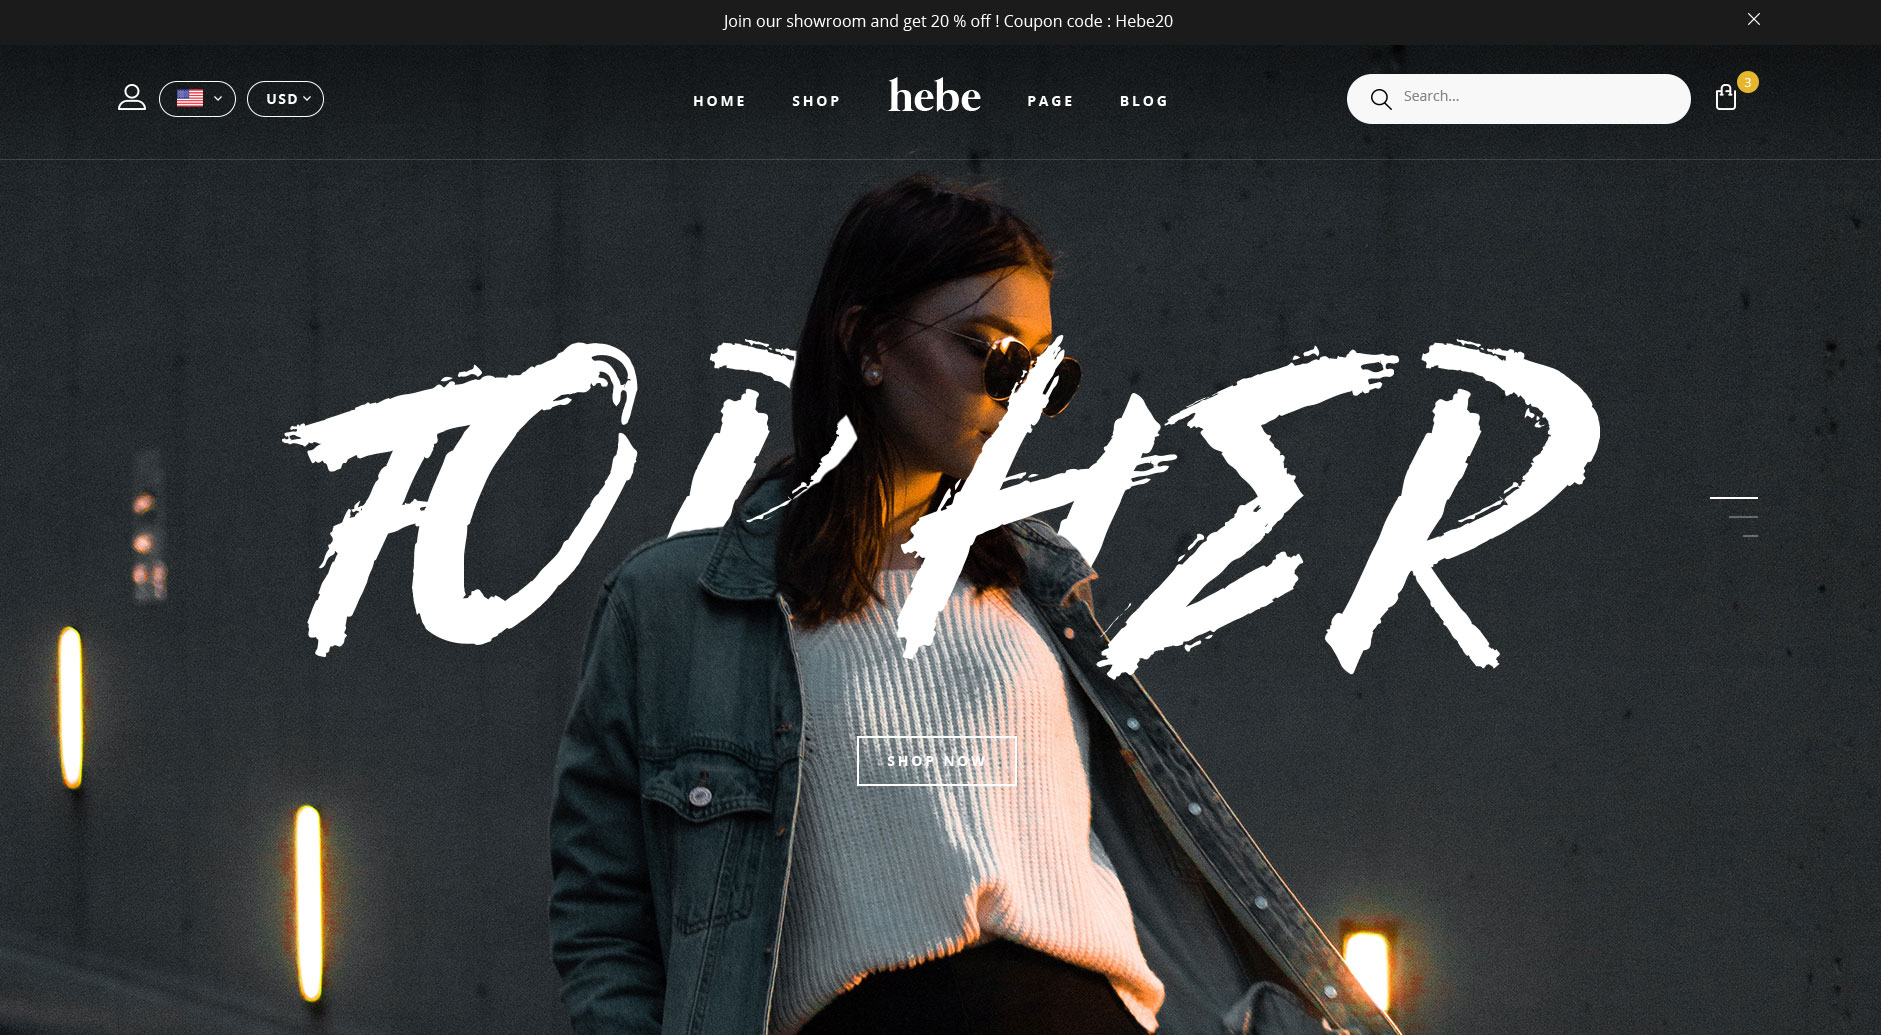 Join our showroom and get 20 % off ! Coupon code : Hebe20
USD
HOME SHOP hebe PAGE BLOG
Search...
3
FOR HER
SHOP NOW